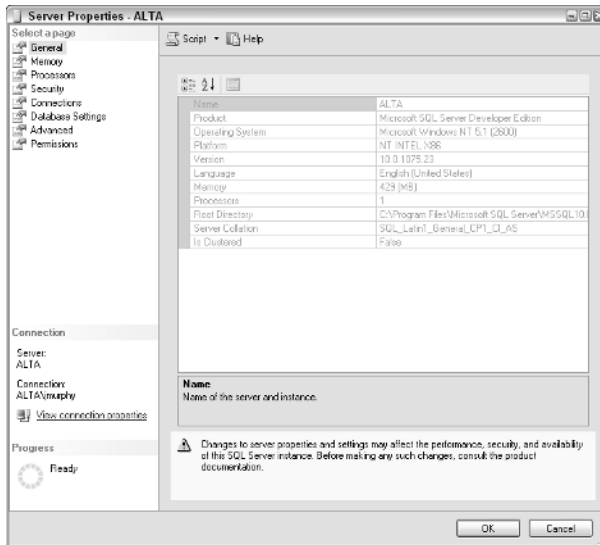 Server Properties - ALTA
Select a page
General
Memory
Processors
Security
Connections
Database Settings
Advanced
Permissions
Script
Help
Name ALTA
Product Microsoft SQL Server Developer Edition
Operating System Microsoft Windows NT 5.1 (2600)
Platform NT INTEL X86
Version 10.0.1075.23
Language English (United States)
Memory 429 (MB)
Processors 1
Root Directory C:\Program Files\Microsoft SQL Server\MSSQL10.
Server Collation SQL_Latin1_General_CP1_CI_AS
Is Clustered False
Connection
Server:
ALTA
Connection:
ALTA\jmurphy
View connection properties
Progress
Ready
Name
Name of the server and instance.
Changes to server properties and settings may affect the performance, security, and availability
of this SQL Server instance. Before making any such changes, consult the product
documentation.
OK
Cancel